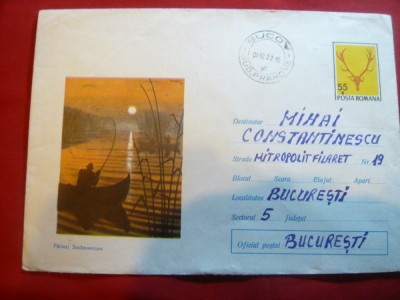 BUCOV
55
POSTA ROMANA
Destinatar MIHAI
CONSTANTINESCU
Strada MITROPOLIT FILARET Nr. 19
Blocul Scara Etajul Apart.
Localitatea BUCUREȘTI
Sectorul 5 județul
Oficiul poștal BUCUREȘTI